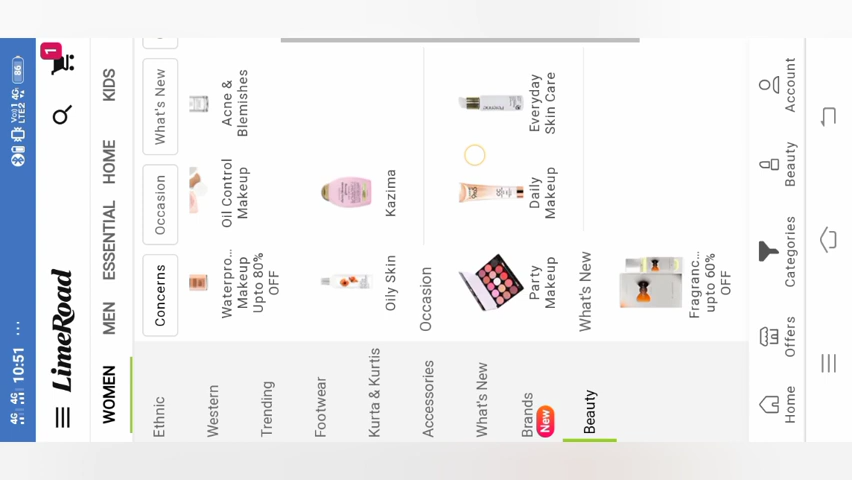 4G 4G 10:51 ...
Vo)) 4G
LTE2
86
LimeRoad
1
WOMEN
MEN
ESSENTIAL
HOME
KIDS
Ethnic
Western
Trending
Footwear
Kurta & Kurtis
Accessories
What's New
Brands
New
Beauty
Concerns
Occasion
What's New
Waterpro...
Makeup
Upto 80%
OFF
Oil Control
Makeup
Acne &
Blemishes
Oily Skin
Kazima
Occasion
Party
Makeup
Daily
Makeup
Everyday
Skin Care
What's New
Fragranc...
upto 60%
OFF
Home
Offers
Categories
Beauty
Account